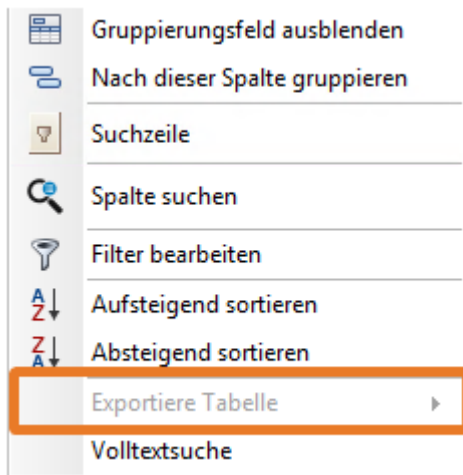 Gruppierungsfeld ausblenden
Nach dieser Spalte gruppieren
Suchzeile
Spalte suchen
Filter bearbeiten
Aufsteigend sortieren
Absteigend sortieren
Exportiere Tabelle
Volltextsuche